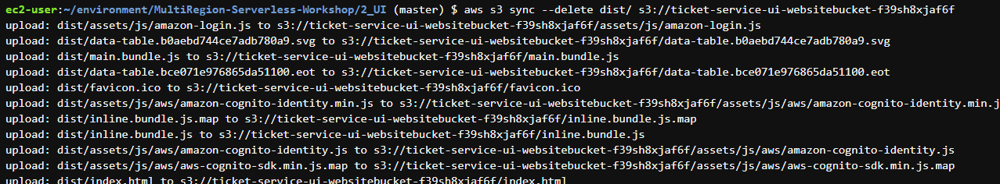 ec2-user:~/environment/MultiRegion-Serverless-Workshop/2_UI (master) $ aws s3 sync --delete dist/ s3://ticket-service-ui-websitebucket-f39sh8xjaf6f
upload: dist/assets/js/amazon-login.js to s3://ticket-service-ui-websitebucket-f39sh8xjaf6f/assets/js/amazon-login.js
upload: dist/data-table.b0aebd744ce7adb780a9.svg to s3://ticket-service-ui-websitebucket-f39sh8xjaf6f/data-table.b0aebd744ce7adb780a9.svg
upload: dist/main.bundle.js to s3://ticket-service-ui-websitebucket-f39sh8xjaf6f/main.bundle.js
upload: dist/data-table.bce071e976865da51100.eot to s3://ticket-service-ui-websitebucket-f39sh8xjaf6f/data-table.bce071e976865da51100.eot
upload: dist/favicon.ico to s3://ticket-service-ui-websitebucket-f39sh8xjaf6f/favicon.ico
upload: dist/assets/js/aws/amazon-cognito-identity.min.js to s3://ticket-service-ui-websitebucket-f39sh8xjaf6f/assets/js/aws/amazon-cognito-identity.min.j
upload: dist/inline.bundle.js.map to s3://ticket-service-ui-websitebucket-f39sh8xjaf6f/inline.bundle.js.map
upload: dist/inline.bundle.js to s3://ticket-service-ui-websitebucket-f39sh8xjaf6f/inline.bundle.js
upload: dist/assets/js/aws/amazon-cognito-identity.js to s3://ticket-service-ui-websitebucket-f39sh8xjaf6f/assets/js/aws/amazon-cognito-identity.js
upload: dist/assets/js/aws/aws-cognito-sdk.min.js.map to s3://ticket-service-ui-websitebucket-f39sh8xjaf6f/assets/js/aws/aws-cognito-sdk.min.js.map
upload: dist/index.html to s3://ticket-service-ui-websitebucket-f39sh8xjaf6f/index.html